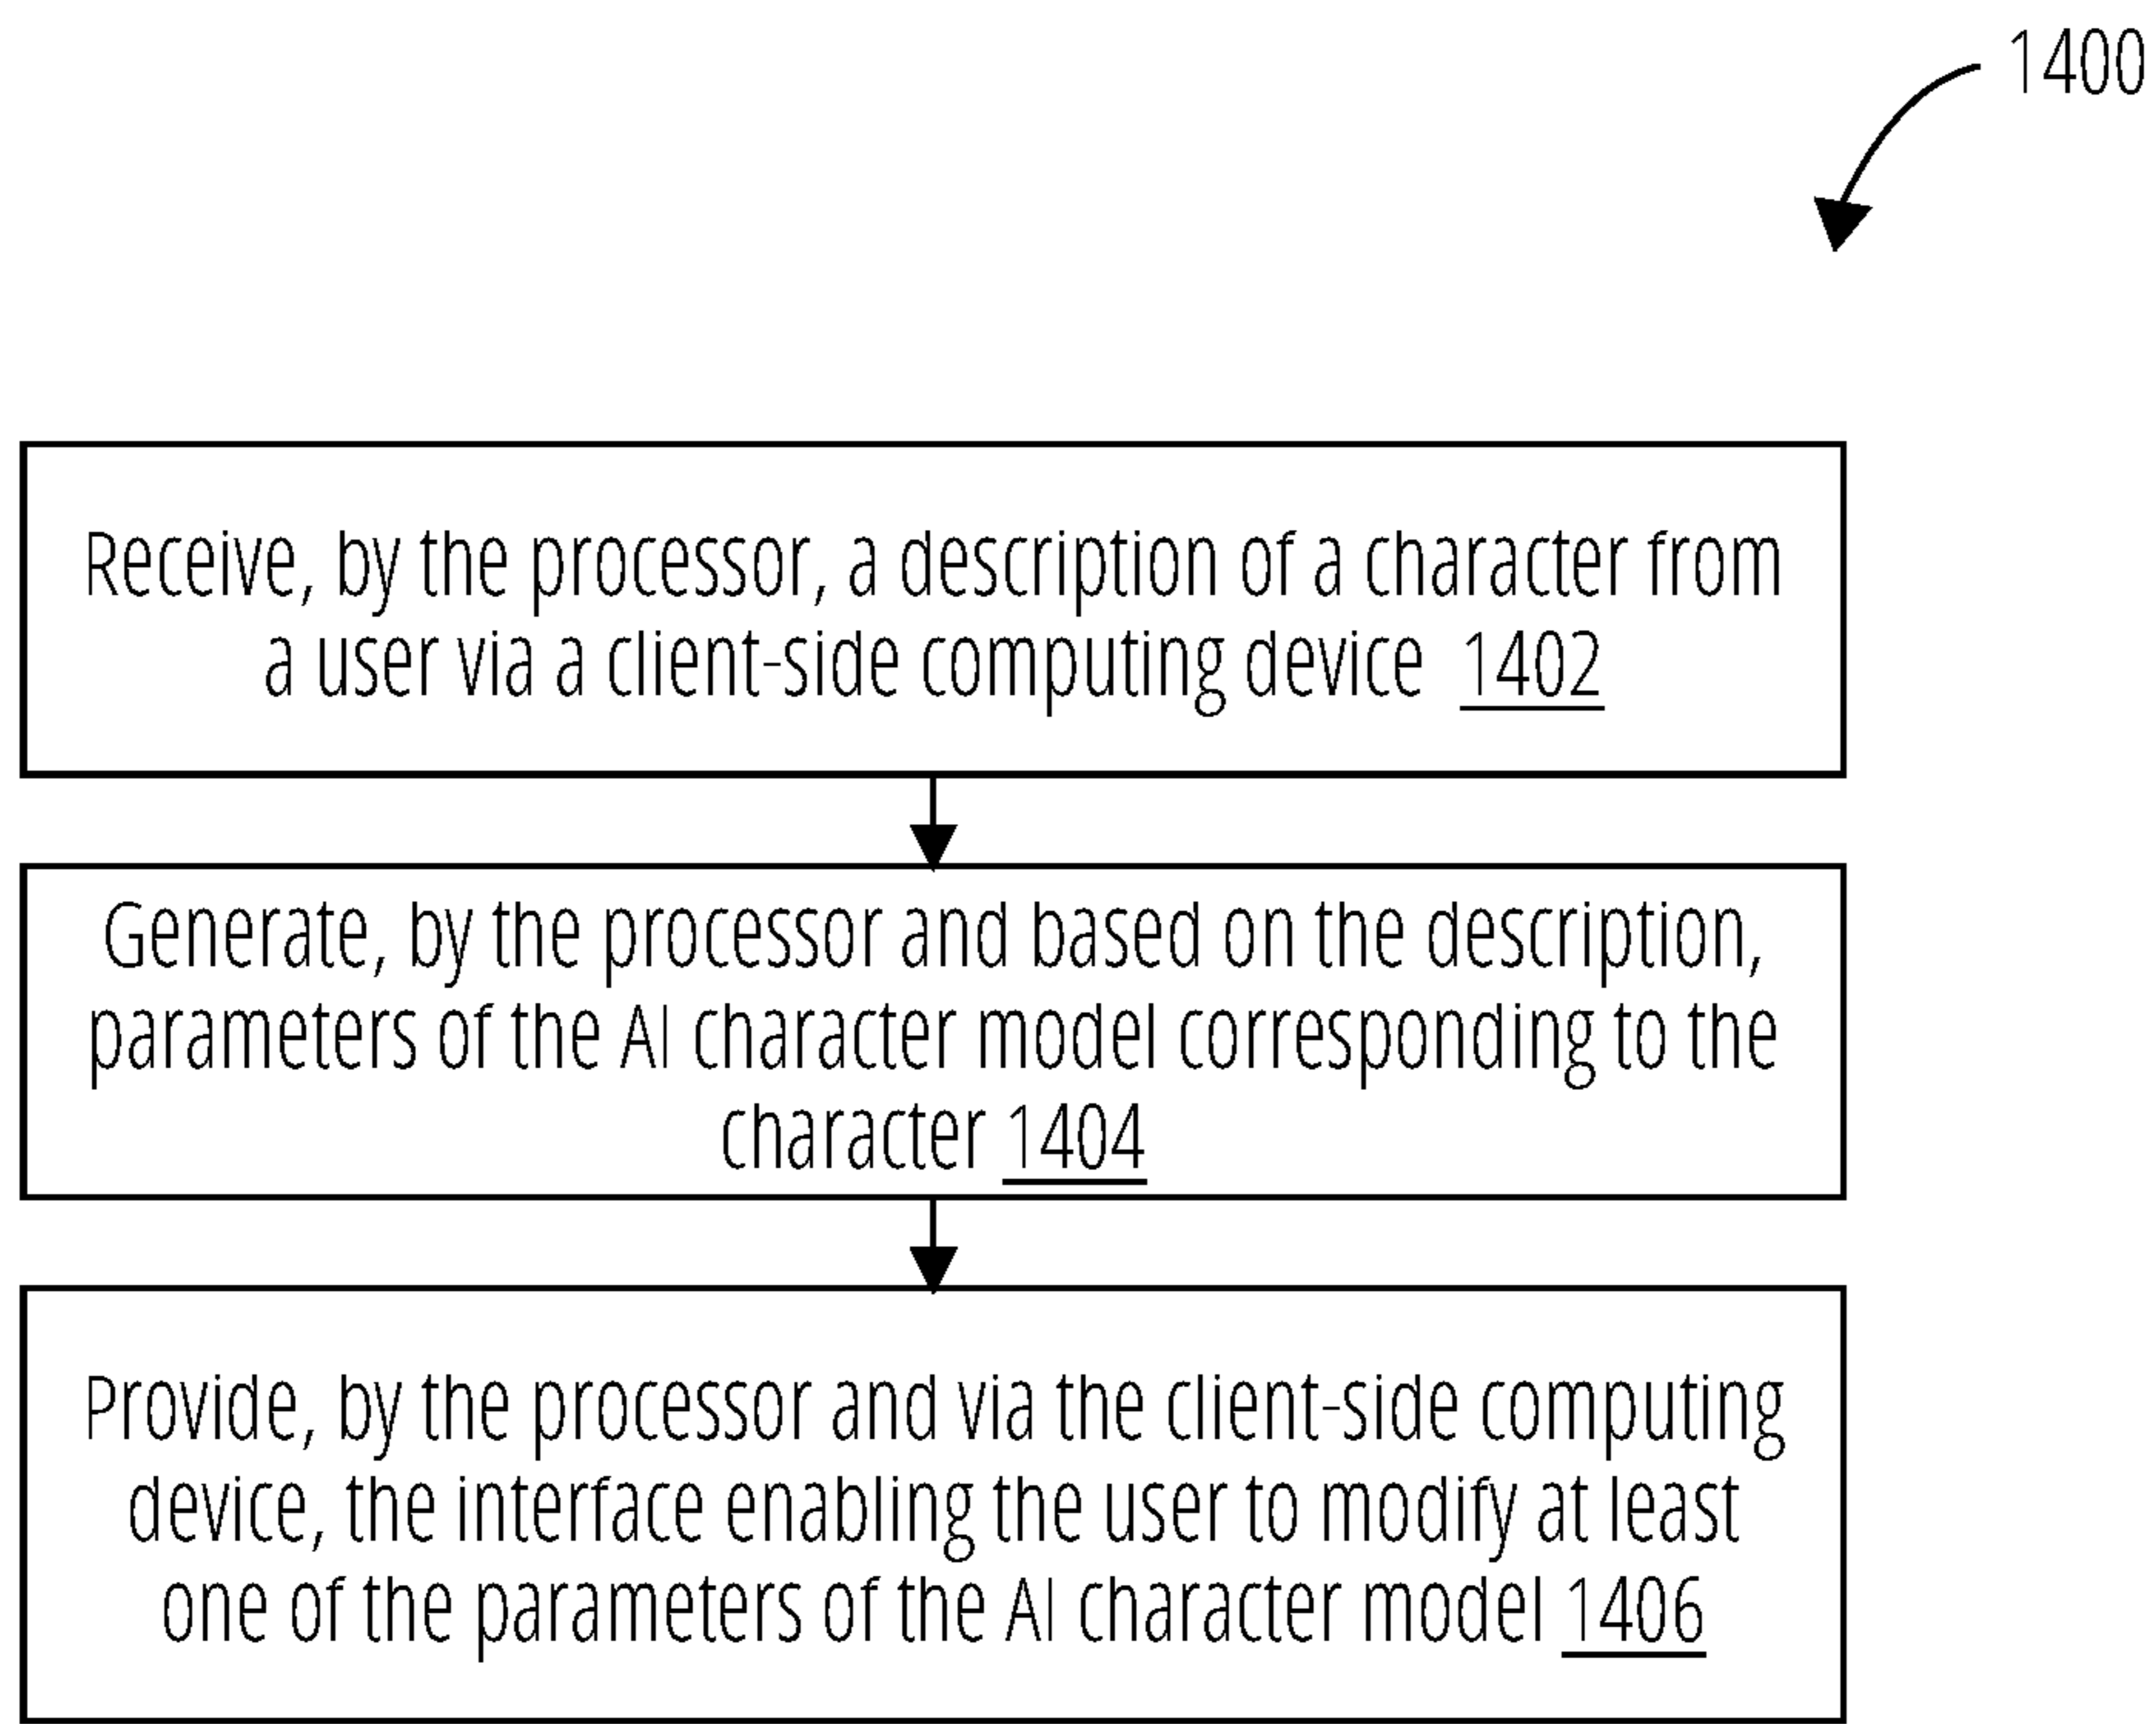 1400
Receive, by the processor, a description of a character from
a user via a client-side computing device 1402
Generate, by the processor and based on the description,
parameters of the AI character model corresponding to the
character 1404
Provide, by the processor and via the client-side computing
device, the interface enabling the user to modify at least
one of the parameters of the AI character model 1406